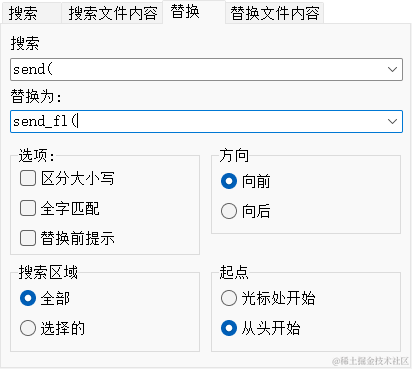 搜索 搜索文件内容 替换 替换文件内容
搜索
send(
替换为:
send_fl(
选项: 方向
区分大小写 向前
全字匹配 向后
替换前提示
搜索区域 起点
全部 光标处开始
选择的 从头开始
@稀土掘金技术社区